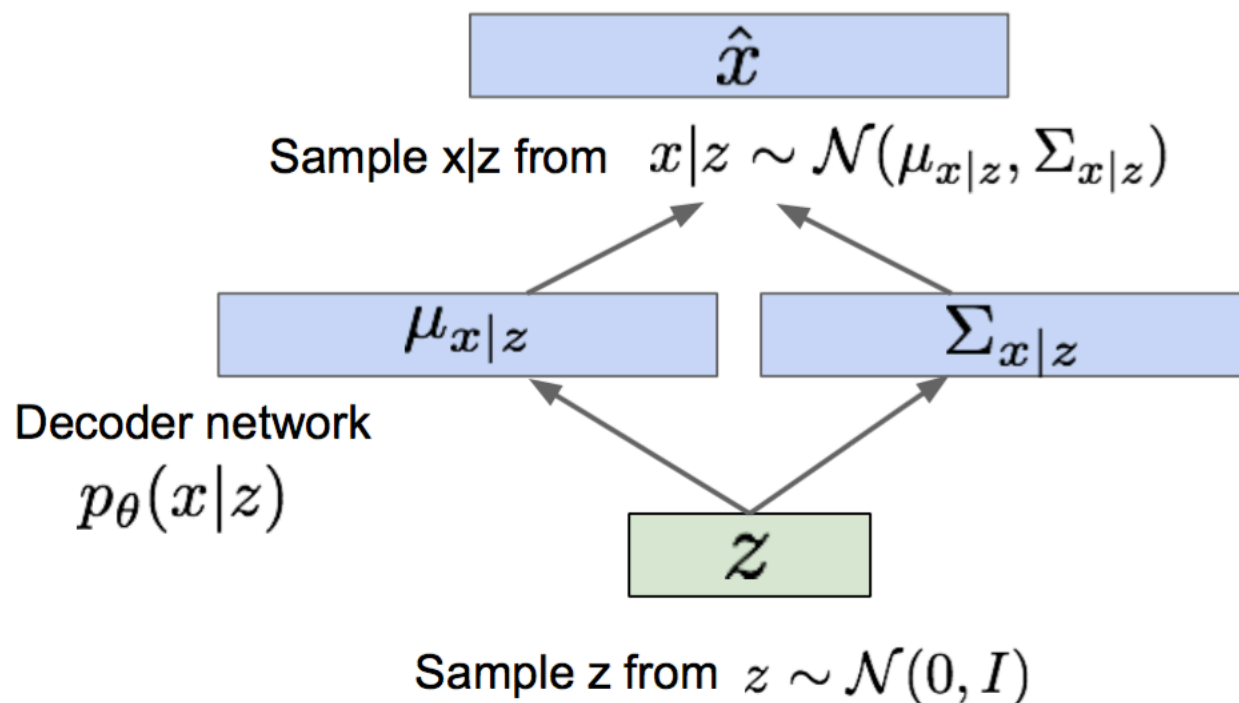 x̂
Sample x|z from x|z ∼ 𝒩(μ_{x|z}, Σ_{x|z})
μ_{x|z}
Σ_{x|z}
Decoder network
p_θ(x|z)
z
Sample z from z ∼ 𝒩(0, I)